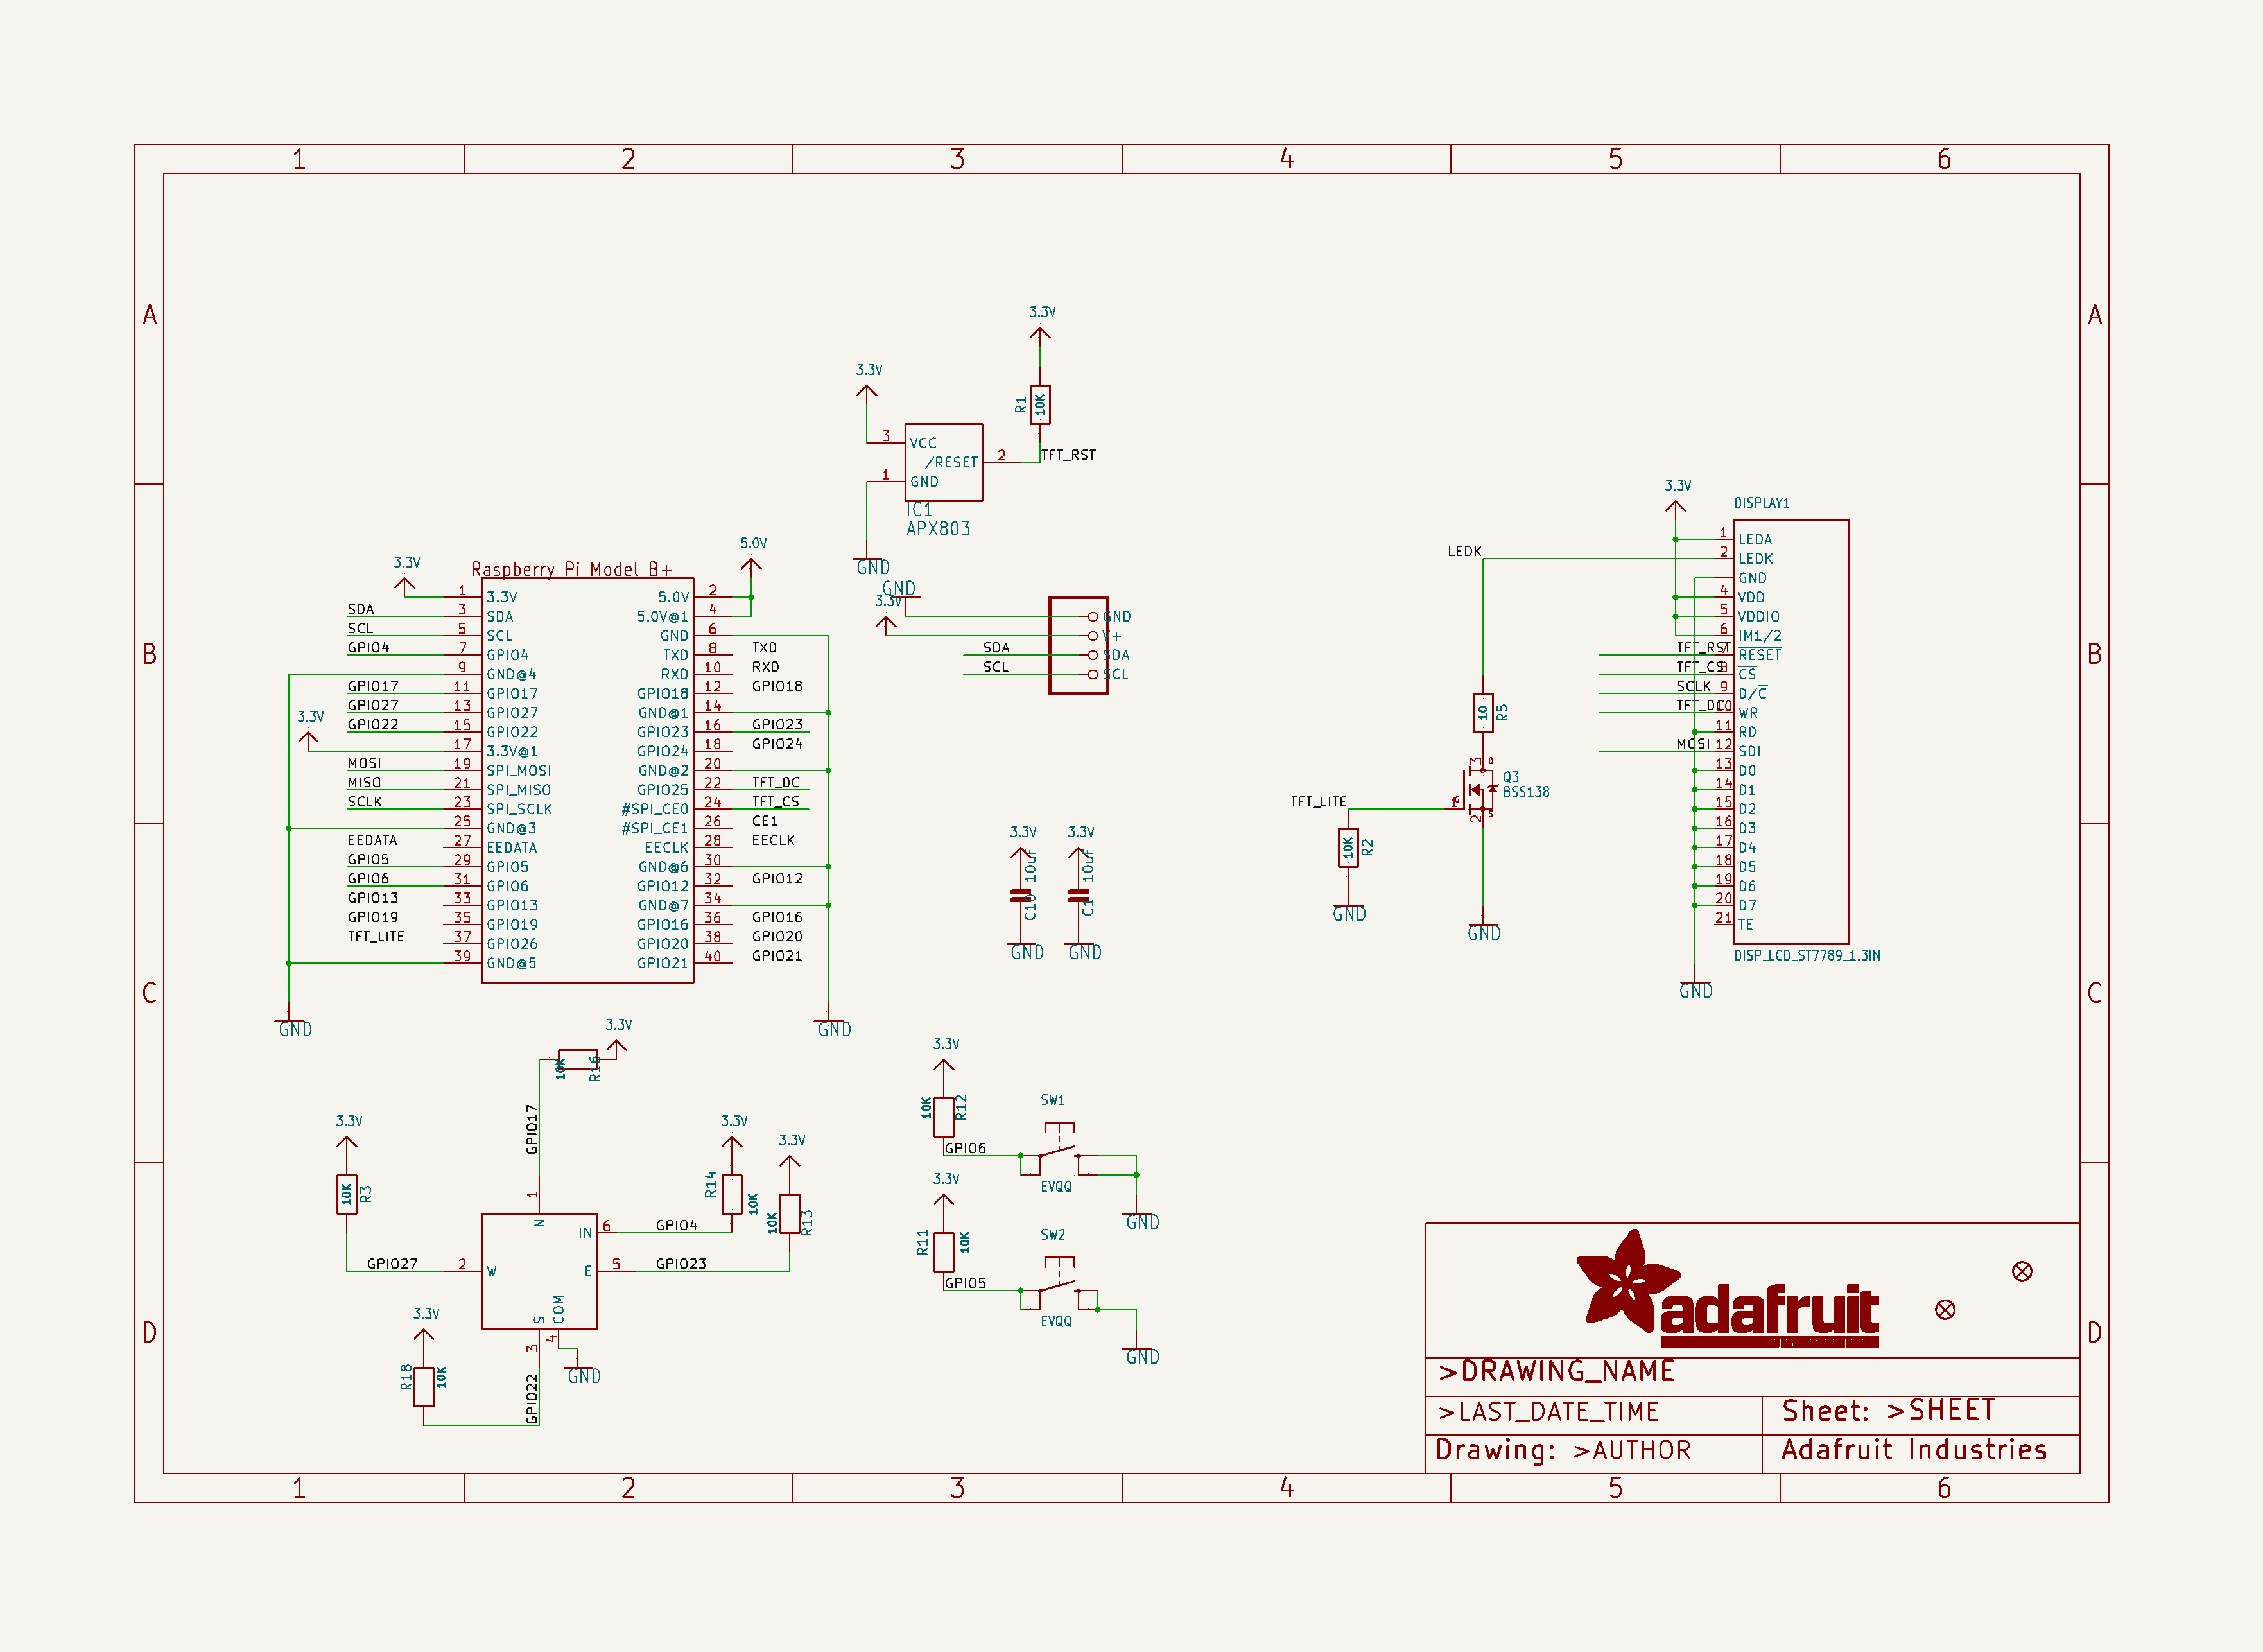 1 2 3 4 5 6
A A
B B
C C
D D
1 2 3 4 5 6
3.3V
R1 10K
3.3V
3 VCC
/RESET 2 TFT_RST
1 GND
IC1
APX803
GND
3.3V
5.0V
Raspberry Pi Model B+
1 3.3V 5.0V 2
SDA 3 SDA 5.0V@1 4
SCL 5 SCL GND 6
GPIO4 7 GPIO4 TXD 8 TXD
9 GND@4 RXD 10 RXD
GPIO17 11 GPIO17 GPIO18 12 GPIO18
GPIO27 13 GPIO27 GND@1 14
GPIO22 15 GPIO22 GPIO23 16 GPIO23
3.3V
17 3.3V@1 GPIO24 18 GPIO24
MOSI 19 SPI_MOSI GND@2 20
MISO 21 SPI_MISO GPIO25 22 TFT_DC
SCLK 23 SPI_SCLK #SPI_CE0 24 TFT_CS
25 GND@3 #SPI_CE1 26 CE1
EEDATA 27 EEDATA EECLK 28 EECLK
GPIO5 29 GPIO5 GND@6 30
GPIO6 31 GPIO6 GPIO12 32 GPIO12
GPIO13 33 GPIO13 GND@7 34
GPIO19 35 GPIO19 GPIO16 36 GPIO16
TFT_LITE 37 GPIO26 GPIO20 38 GPIO20
39 GND@5 GPIO21 40 GPIO21
GND
GND
GND
3.3V
GND
V+
SDA SDA
SCL SCL
3.3V 3.3V
10uF 10uF
C10 C1
GND GND
LEDK
10 R5
3 D
Q3
BSS138
TFT_LITE 1 G
2 S
10K R2
GND
GND
3.3V
DISPLAY1
1 LEDA
2 LEDK
GND
4 VDD
5 VDDIO
6 IM1/2
TFT_RST 7 RESET
TFT_CS 8 CS
SCLK 9 D/C
TFT_DC 10 WR
11 RD
MOSI 12 SDI
13 D0
14 D1
15 D2
16 D3
17 D4
18 D5
19 D6
20 D7
21 TE
DISP_LCD_ST7789_1.3IN
GND
3.3V
10K R16
GPIO17
3.3V
10K R3
3.3V
R14 10K
3.3V
10K R13
1 N
IN 6 GPIO4
GPIO27 2 W E 5 GPIO23
S COM
3 4
GND
3.3V
R18 10K
GPIO22
3.3V
10K R12
SW1
GPIO6
EVQQ
GND
3.3V
R11 10K
SW2
GPIO5
EVQQ
GND
adafruit
>DRAWING_NAME
>LAST_DATE_TIME Sheet: >SHEET
Drawing: >AUTHOR Adafruit Industries